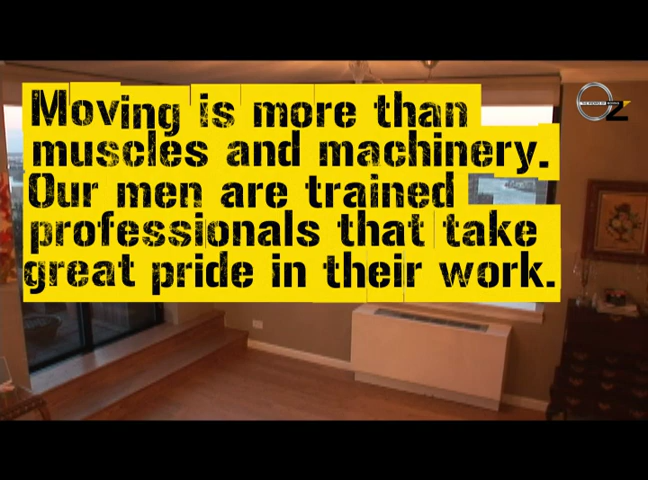 Moving is more than
muscles and machinery.
Our men are trained
professionals that take
great pride in their work.
OZ